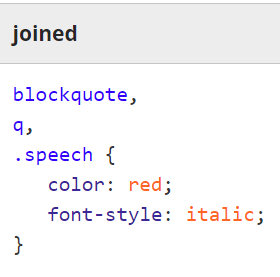 joined
blockquote,
q,
.speech {
   color: red;
   font-style: italic;
}